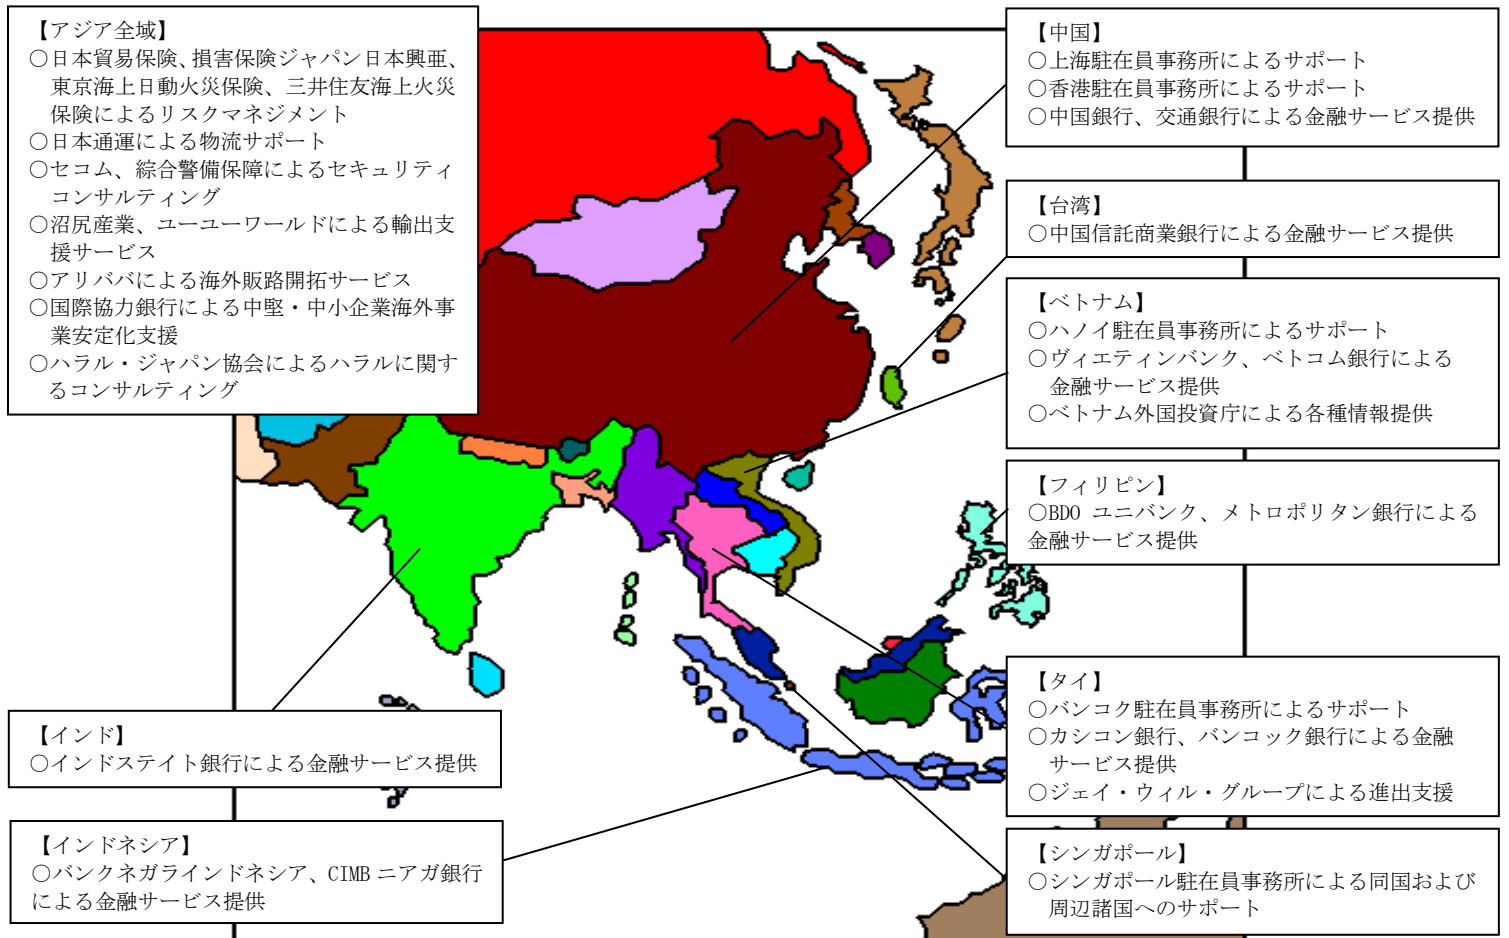 【アジア全域】
○日本貿易保険、損害保険ジャパン日本興亜、
東京海上日動火災保険、三井住友海上火災
保険によるリスクマネジメント
○日本通運による物流サポート
○セコム、綜合警備保障によるセキュリティ
コンサルティング
○沼尻産業、ユーユーワールドによる輸出支
援サービス
○アリババによる海外販路開拓サービス
○国際協力銀行による中堅・中小企業海外事
業安定化支援
○ハラル・ジャパン協会によるハラルに関す
るコンサルティング
【インド】
○インドステイト銀行による金融サービス提供
【インドネシア】
○バンクネガラインドネシア、CIMB ニアガ銀行
による金融サービス提供
【中国】
○上海駐在員事務所によるサポート
○香港駐在員事務所によるサポート
○中国銀行、交通銀行による金融サービス提供
【台湾】
○中国信託商業銀行による金融サービス提供
【ベトナム】
○ハノイ駐在員事務所によるサポート
○ヴィエティンバンク、ベトコム銀行による
金融サービス提供
○ベトナム外国投資庁による各種情報提供
【フィリピン】
○BDO ユニバンク、メトロポリタン銀行による
金融サービス提供
【タイ】
○バンコク駐在員事務所によるサポート
○カシコン銀行、バンコック銀行による金融
サービス提供
○ジェイ・ウィル・グループによる進出支援
【シンガポール】
○シンガポール駐在員事務所による同国および
周辺諸国へのサポート